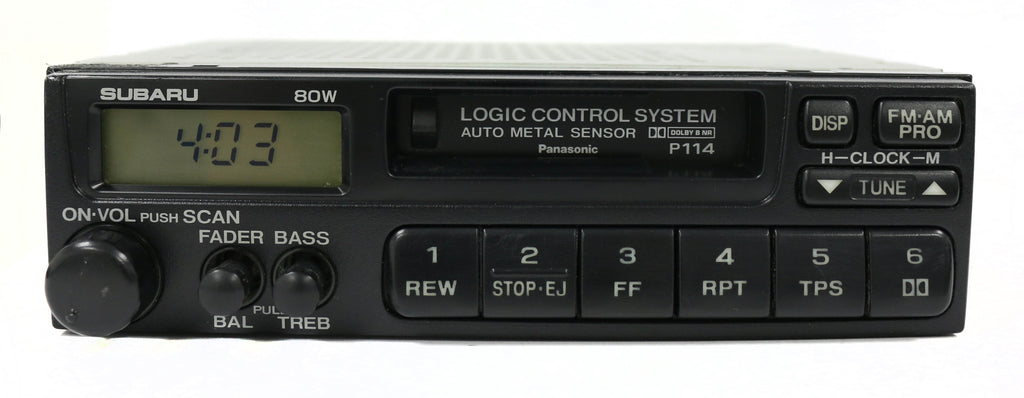 SUBARU 80W
4:03
LOGIC CONTROL SYSTEM
AUTO METAL SENSOR DOLBY B NR
Panasonic P114
DISP
FM·AM
PRO
H–CLOCK–M
TUNE
ON·VOL PUSH SCAN
FADER BASS
PULL
BAL TREB
1 2 3 4 5 6
REW STOP·EJ FF RPT TPS